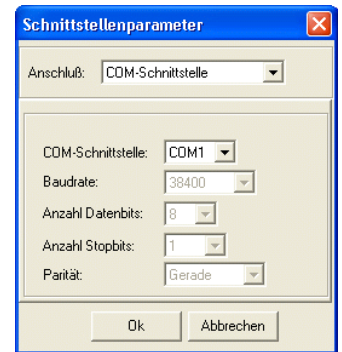 Schnittstellenparameter
Anschluß: COM-Schnittstelle
COM-Schnittstelle: COM1
Baudrate: 38400
Anzahl Datenbits: 8
Anzahl Stopbits: 1
Parität: Gerade
Ok Abbrechen